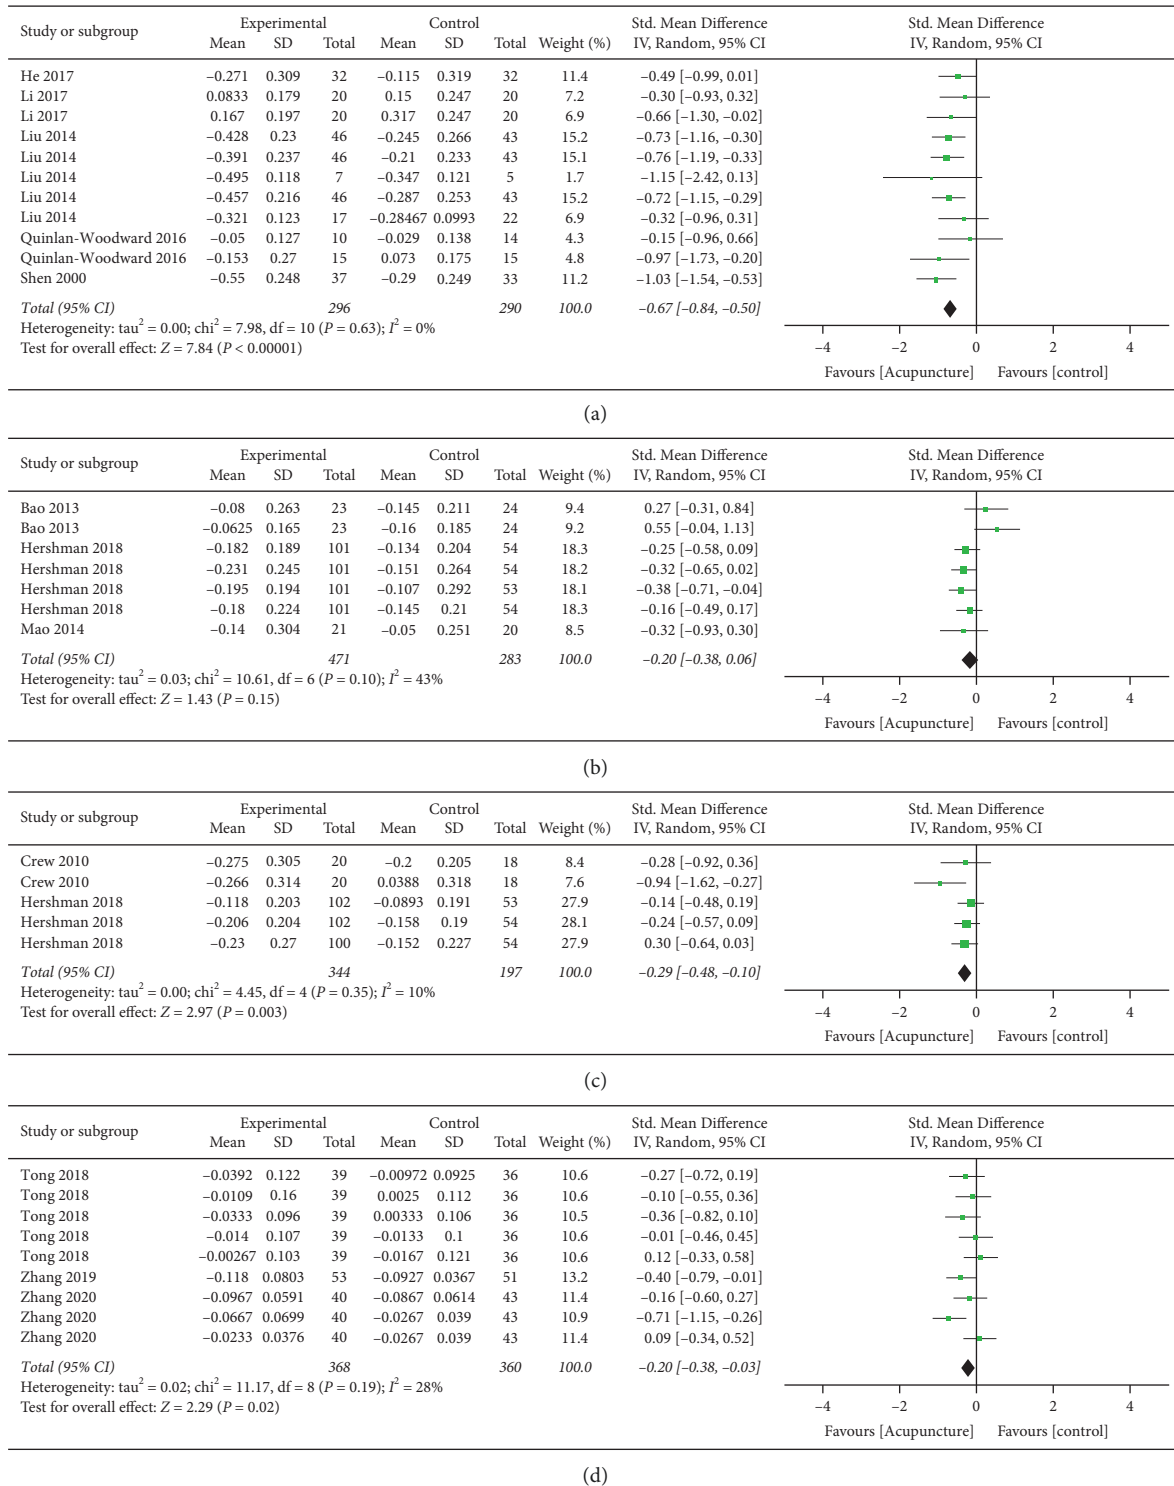 Study or subgroup Experimental Control Std. Mean Difference Std. Mean Difference
Mean SD Total Mean SD Total Weight (%) IV, Random, 95% CI IV, Random, 95% CI
He 2017 −0.271 0.309 32 −0.115 0.319 32 11.4 −0.49 [−0.99, 0.01]
Li 2017 0.0833 0.179 20 0.15 0.247 20 7.2 −0.30 [−0.93, 0.32]
Li 2017 0.167 0.197 20 0.317 0.247 20 6.9 −0.66 [−1.30, −0.02]
Liu 2014 −0.428 0.23 46 −0.245 0.266 43 15.2 −0.73 [−1.16, −0.30]
Liu 2014 −0.391 0.237 46 −0.21 0.233 43 15.1 −0.76 [−1.19, −0.33]
Liu 2014 −0.495 0.118 7 −0.347 0.121 5 1.7 −1.15 [−2.42, 0.13]
Liu 2014 −0.457 0.216 46 −0.287 0.253 43 15.2 −0.72 [−1.15, −0.29]
Liu 2014 −0.321 0.123 17 −0.28467 0.0993 22 6.9 −0.32 [−0.96, 0.31]
Quinlan-Woodward 2016 −0.05 0.127 10 −0.029 0.138 14 4.3 −0.15 [−0.96, 0.66]
Quinlan-Woodward 2016 −0.153 0.27 15 0.073 0.175 15 4.8 −0.97 [−1.73, −0.20]
Shen 2000 −0.55 0.248 37 −0.29 0.249 33 11.2 −1.03 [−1.54, −0.53]
Total (95% CI) 296 290 100.0 −0.67 [−0.84, −0.50]
Heterogeneity: tau² = 0.00; chi² = 7.98, df = 10 (P = 0.63); I² = 0%
Test for overall effect: Z = 7.84 (P < 0.00001)
−4 −2 0 2 4
Favours [Acupuncture] Favours [control]
(a)
Study or subgroup Experimental Control Std. Mean Difference Std. Mean Difference
Mean SD Total Mean SD Total Weight (%) IV, Random, 95% CI IV, Random, 95% CI
Bao 2013 −0.08 0.263 23 −0.145 0.211 24 9.4 0.27 [−0.31, 0.84]
Bao 2013 −0.0625 0.165 23 −0.16 0.185 24 9.2 0.55 [−0.04, 1.13]
Hershman 2018 −0.182 0.189 101 −0.134 0.204 54 18.3 −0.25 [−0.58, 0.09]
Hershman 2018 −0.231 0.245 101 −0.151 0.264 54 18.2 −0.32 [−0.65, 0.02]
Hershman 2018 −0.195 0.194 101 −0.107 0.292 53 18.1 −0.38 [−0.71, −0.04]
Hershman 2018 −0.18 0.224 101 −0.145 0.21 54 18.3 −0.16 [−0.49, 0.17]
Mao 2014 −0.14 0.304 21 −0.05 0.251 20 8.5 −0.32 [−0.93, 0.30]
Total (95% CI) 471 283 100.0 −0.20 [−0.38, 0.06]
Heterogeneity: tau² = 0.03; chi² = 10.61, df = 6 (P = 0.10); I² = 43%
Test for overall effect: Z = 1.43 (P = 0.15)
−4 −2 0 2 4
Favours [Acupuncture] Favours [control]
(b)
Study or subgroup Experimental Control Std. Mean Difference Std. Mean Difference
Mean SD Total Mean SD Total Weight (%) IV, Random, 95% CI IV, Random, 95% CI
Crew 2010 −0.275 0.305 20 −0.2 0.205 18 8.4 −0.28 [−0.92, 0.36]
Crew 2010 −0.266 0.314 20 0.0388 0.318 18 7.6 −0.94 [−1.62, −0.27]
Hershman 2018 −0.118 0.203 102 −0.0893 0.191 53 27.9 −0.14 [−0.48, 0.19]
Hershman 2018 −0.206 0.204 102 −0.158 0.19 54 28.1 −0.24 [−0.57, 0.09]
Hershman 2018 −0.23 0.27 100 −0.152 0.227 54 27.9 0.30 [−0.64, 0.03]
Total (95% CI) 344 197 100.0 −0.29 [−0.48, −0.10]
Heterogeneity: tau² = 0.00; chi² = 4.45, df = 4 (P = 0.35); I² = 10%
Test for overall effect: Z = 2.97 (P = 0.003)
−4 −2 0 2 4
Favours [Acupuncture] Favours [control]
(c)
Study or subgroup Experimental Control Std. Mean Difference Std. Mean Difference
Mean SD Total Mean SD Total Weight (%) IV, Random, 95% CI IV, Random, 95% CI
Tong 2018 −0.0392 0.122 39 −0.00972 0.0925 36 10.6 −0.27 [−0.72, 0.19]
Tong 2018 −0.0109 0.16 39 0.0025 0.112 36 10.6 −0.10 [−0.55, 0.36]
Tong 2018 −0.0333 0.096 39 0.00333 0.106 36 10.5 −0.36 [−0.82, 0.10]
Tong 2018 −0.014 0.107 39 −0.0133 0.1 36 10.6 −0.01 [−0.46, 0.45]
Tong 2018 −0.00267 0.103 39 −0.0167 0.121 36 10.6 0.12 [−0.33, 0.58]
Zhang 2019 −0.118 0.0803 53 −0.0927 0.0367 51 13.2 −0.40 [−0.79, −0.01]
Zhang 2020 −0.0967 0.0591 40 −0.0867 0.0614 43 11.4 −0.16 [−0.60, 0.27]
Zhang 2020 −0.0667 0.0699 40 −0.0267 0.039 43 10.9 −0.71 [−1.15, −0.26]
Zhang 2020 −0.0233 0.0376 40 −0.0267 0.039 43 11.4 0.09 [−0.34, 0.52]
Total (95% CI) 368 360 100.0 −0.20 [−0.38, −0.03]
Heterogeneity: tau² = 0.02; chi² = 11.17, df = 8 (P = 0.19); I² = 28%
Test for overall effect: Z = 2.29 (P = 0.02)
−4 −2 0 2 4
Favours [Acupuncture] Favours [control]
(d)